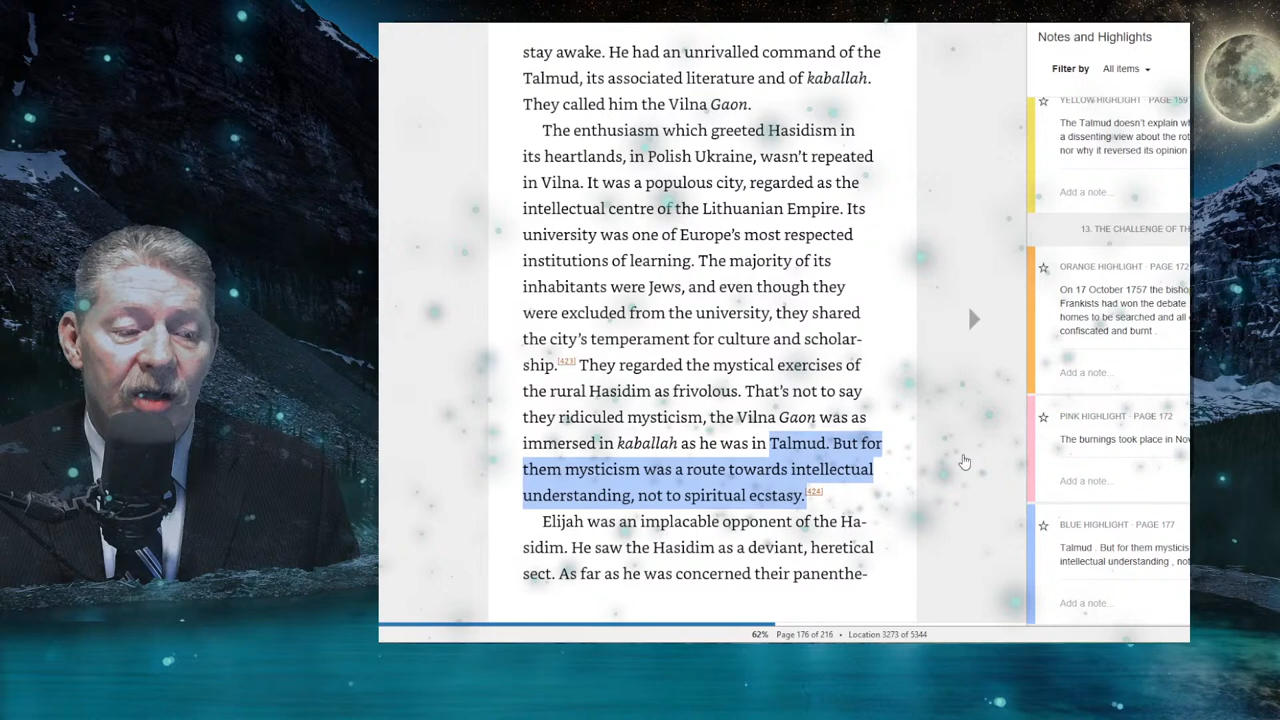 stay awake. He had an unrivalled command of the
Talmud, its associated literature and of kaballah.
They called him the Vilna Gaon.
The enthusiasm which greeted Hasidism in
its heartlands, in Polish Ukraine, wasn't repeated
in Vilna. It was a populous city, regarded as the
intellectual centre of the Lithuanian Empire. Its
university was one of Europe's most respected
institutions of learning. The majority of its
inhabitants were Jews, and even though they
were excluded from the university, they shared
the city's temperament for culture and scholar-
ship.[423] They regarded the mystical exercises of
the rural Hasidim as frivolous. That's not to say
they ridiculed mysticism, the Vilna Gaon was as
immersed in kaballah as he was in Talmud. But for
them mysticism was a route towards intellectual
understanding, not to spiritual ecstasy.[424]
Elijah was an implacable opponent of the Ha-
sidim. He saw the Hasidim as a deviant, heretical
sect. As far as he was concerned their panenthe-
62% Page 176 of 216 • Location 3273 of 5344
Notes and Highlights
Filter by All items
YELLOW HIGHLIGHT · PAGE 159
The Talmud doesn't explain wh
a dissenting view about the rot
nor why it reversed its opinion
Add a note...
13. THE CHALLENGE OF TH
ORANGE HIGHLIGHT · PAGE 172
On 17 October 1757 the bisho
Frankists had won the debate
homes to be searched and all
confiscated and burnt .
Add a note...
PINK HIGHLIGHT · PAGE 172
The burnings took place in Nov
Add a note...
BLUE HIGHLIGHT · PAGE 177
Talmud . But for them mysticis
intellectual understanding , not
Add a note...